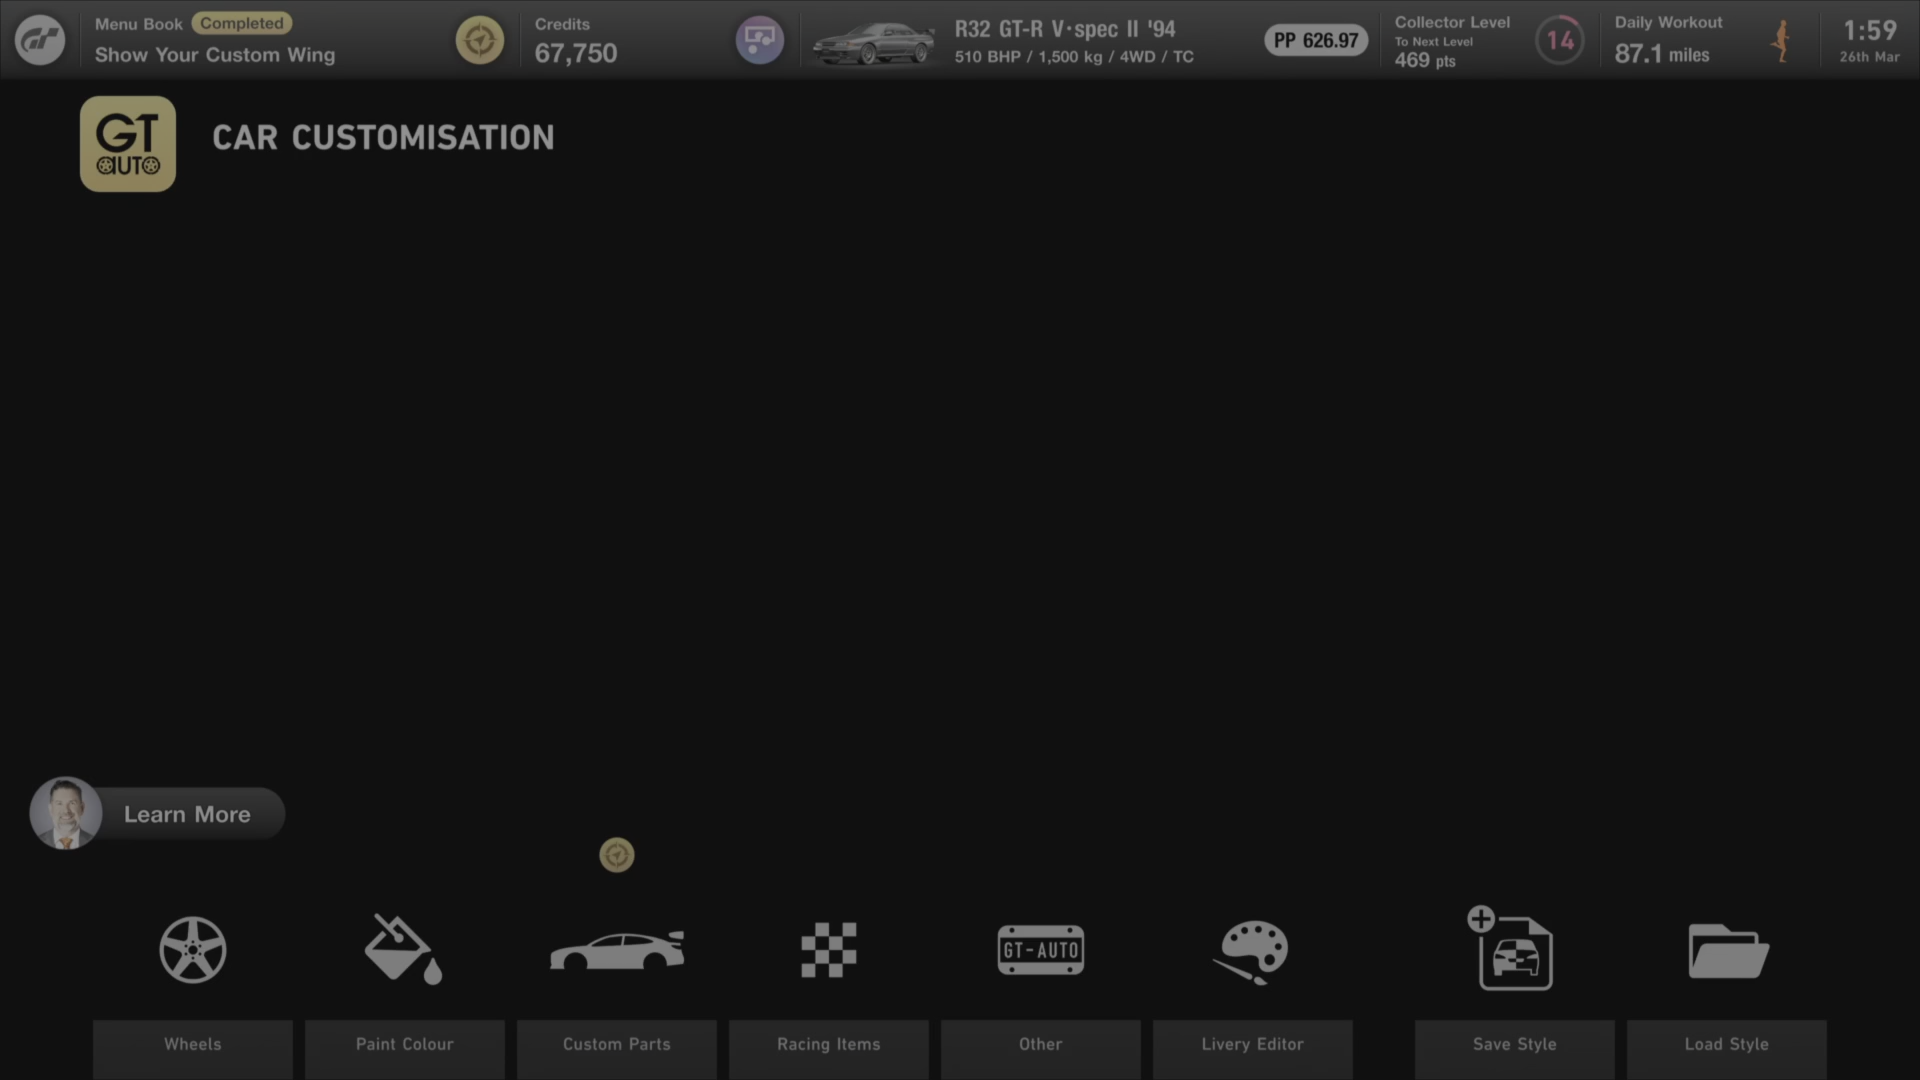 Menu Book Completed
Show Your Custom Wing
Credits
67,750
R32 GT-R V·spec II '94
510 BHP / 1,500 kg / 4WD / TC
PP 626.97
Collector Level
To Next Level
469 pts
14
Daily Workout
87.1 miles
1:59
26th Mar
GT
AUTO
CAR CUSTOMISATION
Learn More
GT-AUTO
Wheels
Paint Colour
Custom Parts
Racing Items
Other
Livery Editor
Save Style
Load Style